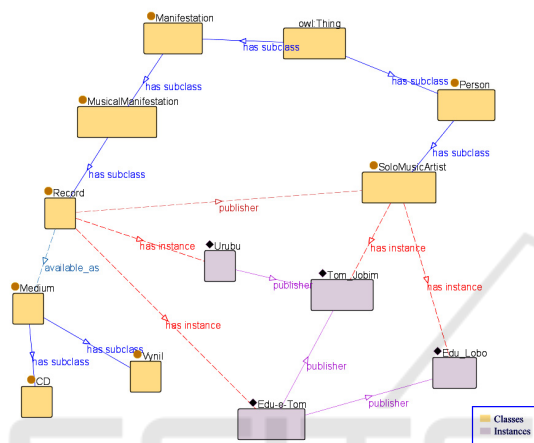 Manifestation
owl:Thing
has subclass
has subclass
has subclass
Person
MusicalManifestation
has subclass
has subclass
Record
SoloMusicArtist
publisher
has instance
Urubu
has instance
available_as
publisher
Tom_Jobim
has instance
Medium
has instance
has subclass
has subclass
Vynil
publisher
Edu_Lobo
CD
Edu-e-Tom
publisher
Classes
Instances